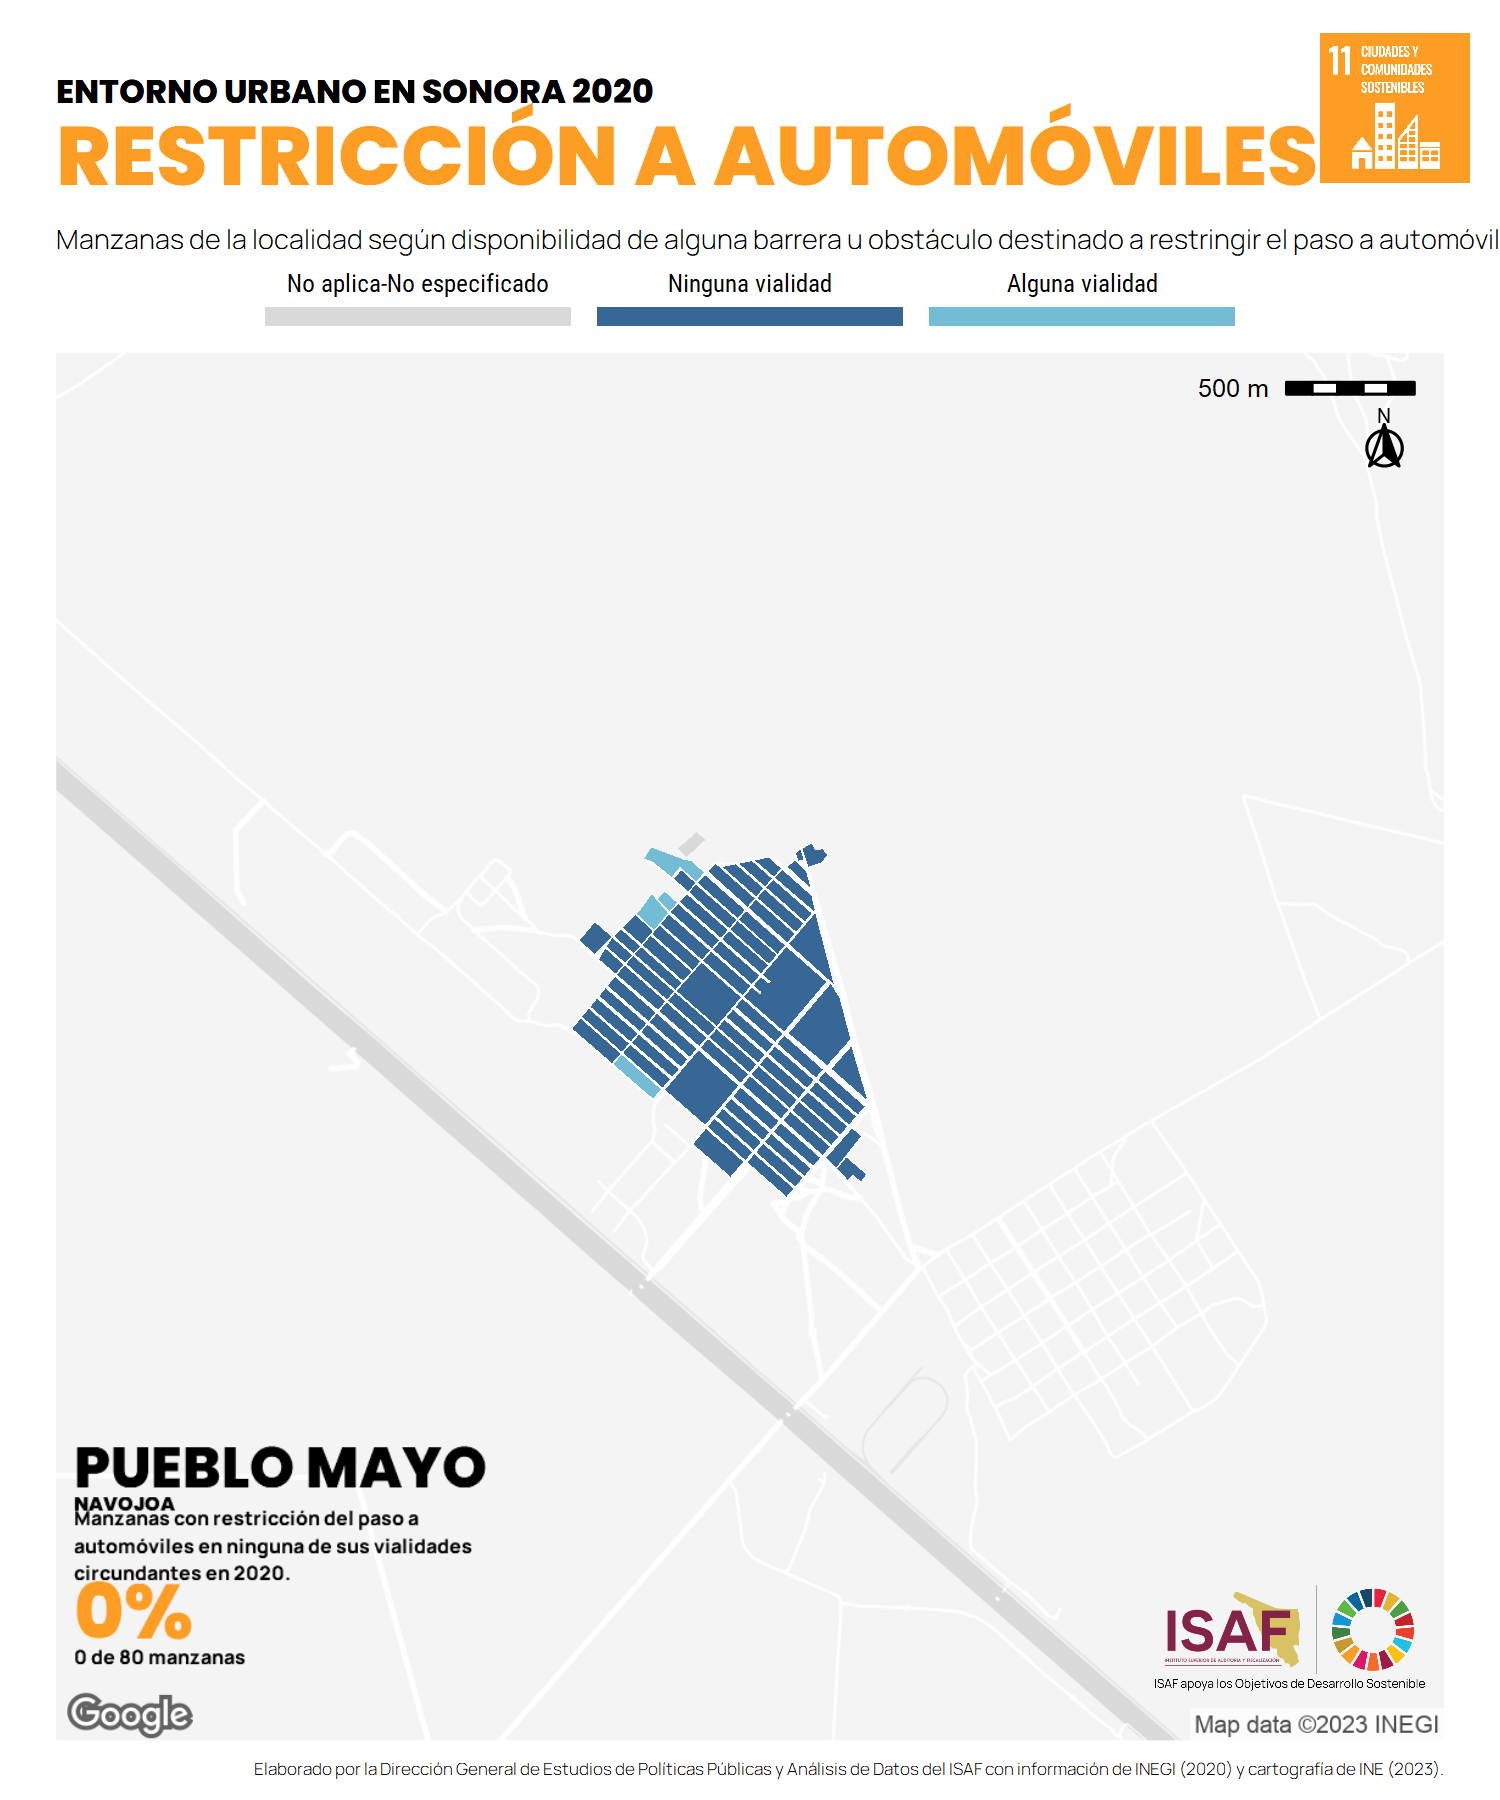 ENTORNO URBANO EN SONORA 2020
RESTRICCIÓN A AUTOMÓVILES
11 CIUDADES Y
COMUNIDADES
SOSTENIBLES
Manzanas de la localidad según disponibilidad de alguna barrera u obstáculo destinado a restringir el paso a automóvil
No aplica-No especificado
Ninguna vialidad
Alguna vialidad
500 m
N
PUEBLO MAYO
NAVOJOA
Manzanas con restricción del paso a
automóviles en ninguna de sus vialidades
circundantes en 2020.
0%
0 de 80 manzanas
Google
ISAF
INSTITUTO SUPERIOR DE AUDITORÍA Y FISCALIZACIÓN
ISAF apoya los Objetivos de Desarrollo Sostenible
Map data ©2023 INEGI
Elaborado por la Dirección General de Estudios de Políticas Públicas y Análisis de Datos del ISAF con información de INEGI (2020) y cartografía de INE (2023).